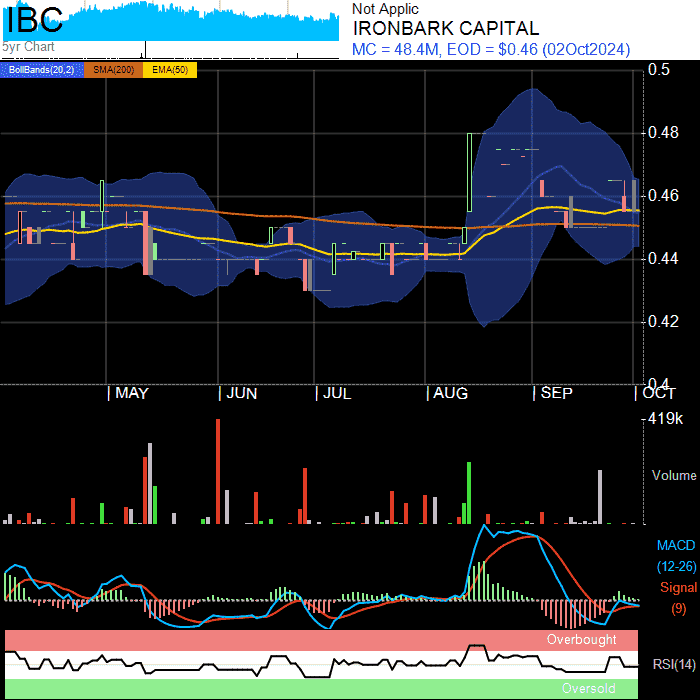 IBC
5yr Chart
Not Applic
IRONBARK CAPITAL
MC = 48.4M, EOD = $0.46 (02Oct2024)
BollBands(20,2) SMA(200) EMA(50)
0.5
0.48
0.46
0.44
0.42
0.4
MAY JUN JUL AUG SEP OCT
419k
Volume
MACD
(12-26)
Signal
(9)
Overbought
RSI(14)
Oversold